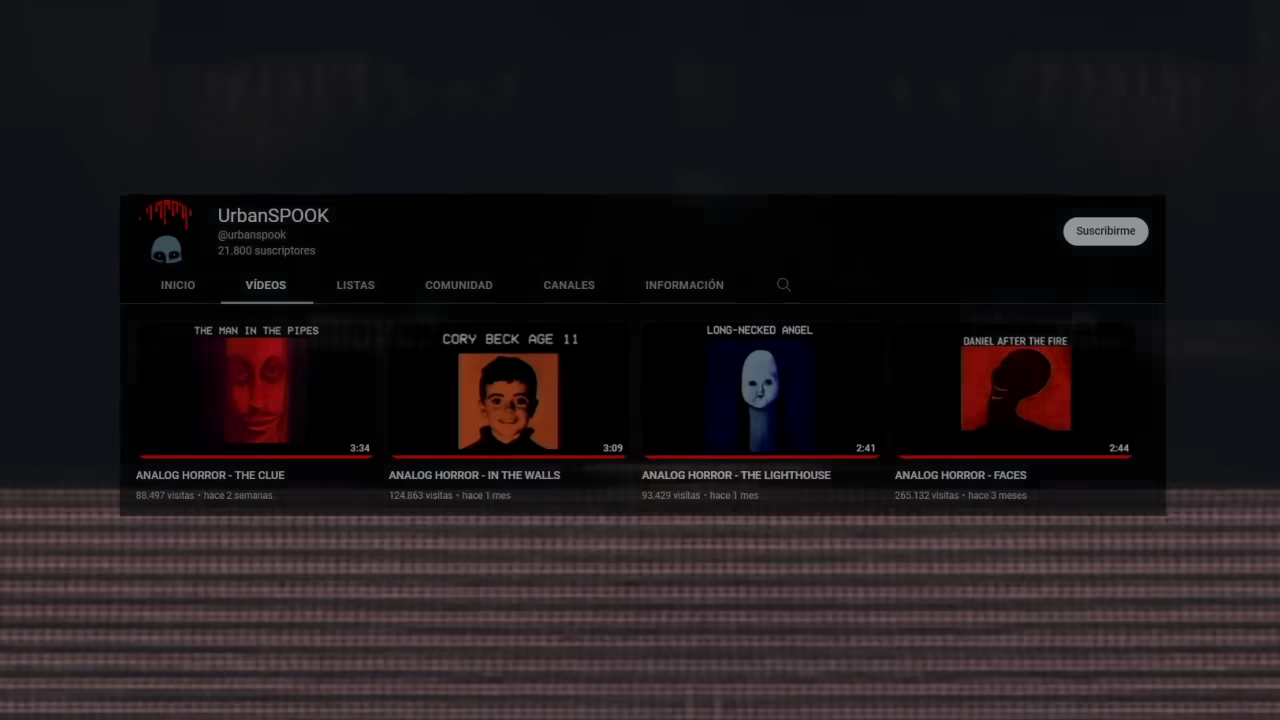 UrbanSPOOK
@urbanspook
21.800 suscriptores
Suscribirme
INICIO VÍDEOS LISTAS COMUNIDAD CANALES INFORMACIÓN
THE MAN IN THE PIPES
3:34
ANALOG HORROR - THE CLUE
88.497 visitas • hace 2 semanas
CORY BECK AGE 11
3:09
ANALOG HORROR - IN THE WALLS
124.863 visitas • hace 1 mes
LONG-NECKED ANGEL
2:41
ANALOG HORROR - THE LIGHTHOUSE
93.429 visitas • hace 1 mes
DANIEL AFTER THE FIRE
2:44
ANALOG HORROR - FACES
265.132 visitas • hace 3 meses